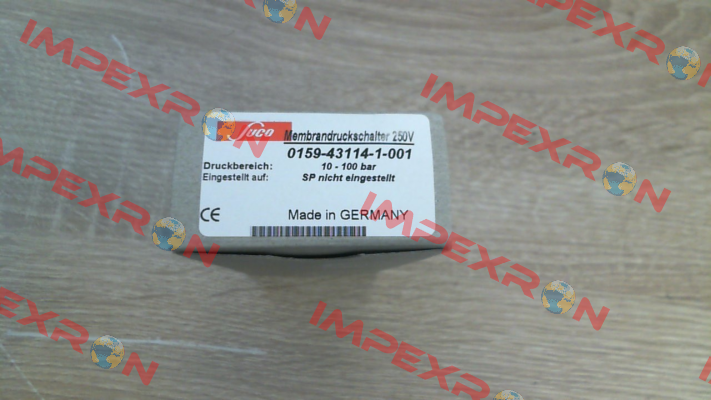 Suco Membrandruckschalter 250V
0159-43114-1-001
Druckbereich: 10 - 100 bar
Eingestellt auf: SP nicht eingestellt
CE Made in GERMANY
IMPEXRON
IMPEXRON
IMPEXRON
IMPEXRON
IMPEXRON
IMPEXRON
IMPEXRON
IMPEXRON